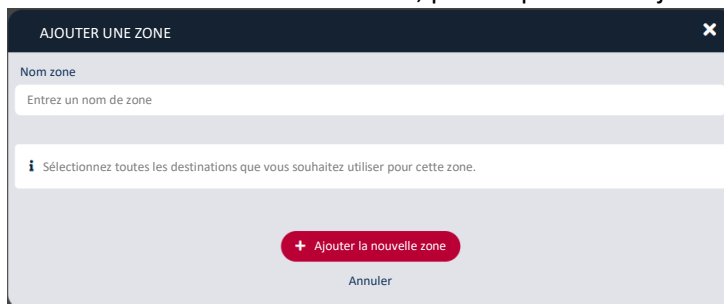 AJOUTER UNE ZONE
Nom zone
Entrez un nom de zone
Sélectionnez toutes les destinations que vous souhaitez utiliser pour cette zone.
Ajouter la nouvelle zone
Annuler